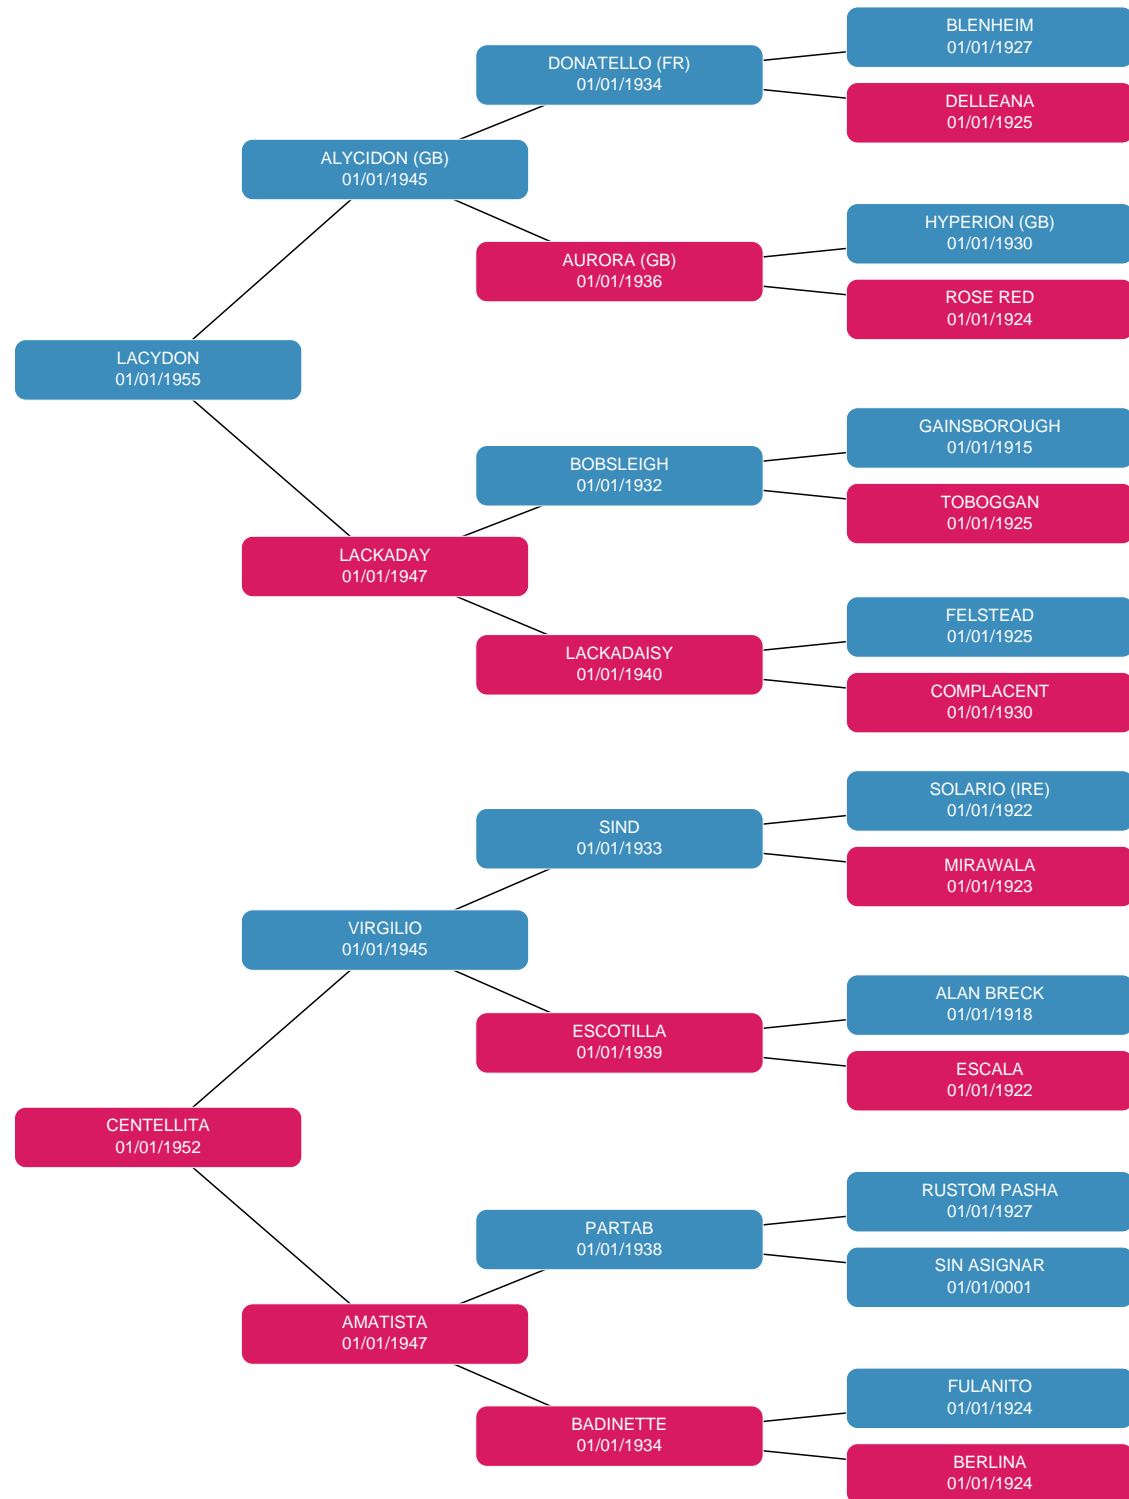 BLENHEIM
01/01/1927
DONATELLO (FR)
01/01/1934
DELLEANA
01/01/1925
ALYCIDON (GB)
01/01/1945
HYPERION (GB)
01/01/1930
AURORA (GB)
01/01/1936
ROSE RED
01/01/1924
LACYDON
01/01/1955
GAINSBOROUGH
01/01/1915
BOBSLEIGH
01/01/1932
TOBOGGAN
01/01/1925
LACKADAY
01/01/1947
FELSTEAD
01/01/1925
LACKADAISY
01/01/1940
COMPLACENT
01/01/1930
SOLARIO (IRE)
01/01/1922
SIND
01/01/1933
MIRAWALA
01/01/1923
VIRGILIO
01/01/1945
ALAN BRECK
01/01/1918
ESCOTILLA
01/01/1939
ESCALA
01/01/1922
CENTELLITA
01/01/1952
RUSTOM PASHA
01/01/1927
PARTAB
01/01/1938
SIN ASIGNAR
01/01/0001
AMATISTA
01/01/1947
FULANITO
01/01/1924
BADINETTE
01/01/1934
BERLINA
01/01/1924